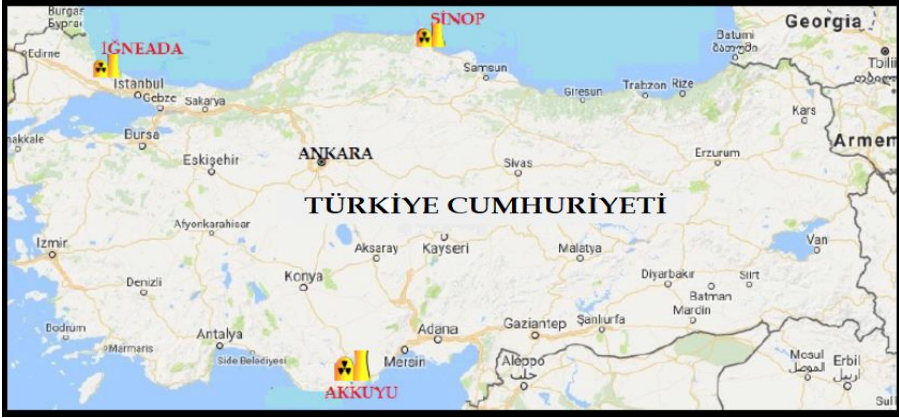 Burgas
Бургас
SİNOP
Georgia
Edirne
İĞNEADA
Batumi
ბათუმი
Istanbul
Samsun
Gebze
Sakarya
Giresun
Trabzon
Rize
Kars
Bursa
ANKARA
Eskişehir
Sivas
Erzurum
TÜRKİYE CUMHURİYETİ
Afyonkarahisar
Izmir
Aksaray
Kayseri
Malatya
Van
Denizli
Konya
Diyarbakır
Siirt
Batman
Mardin
Bodrum
Marmaris
Antalya
Side Belediyesi
Adana
Mersin
Gaziantep
Şanlıurfa
AKKUYU
Aleppo
حلب
Mosul
الموصل
Erbil
اربيل